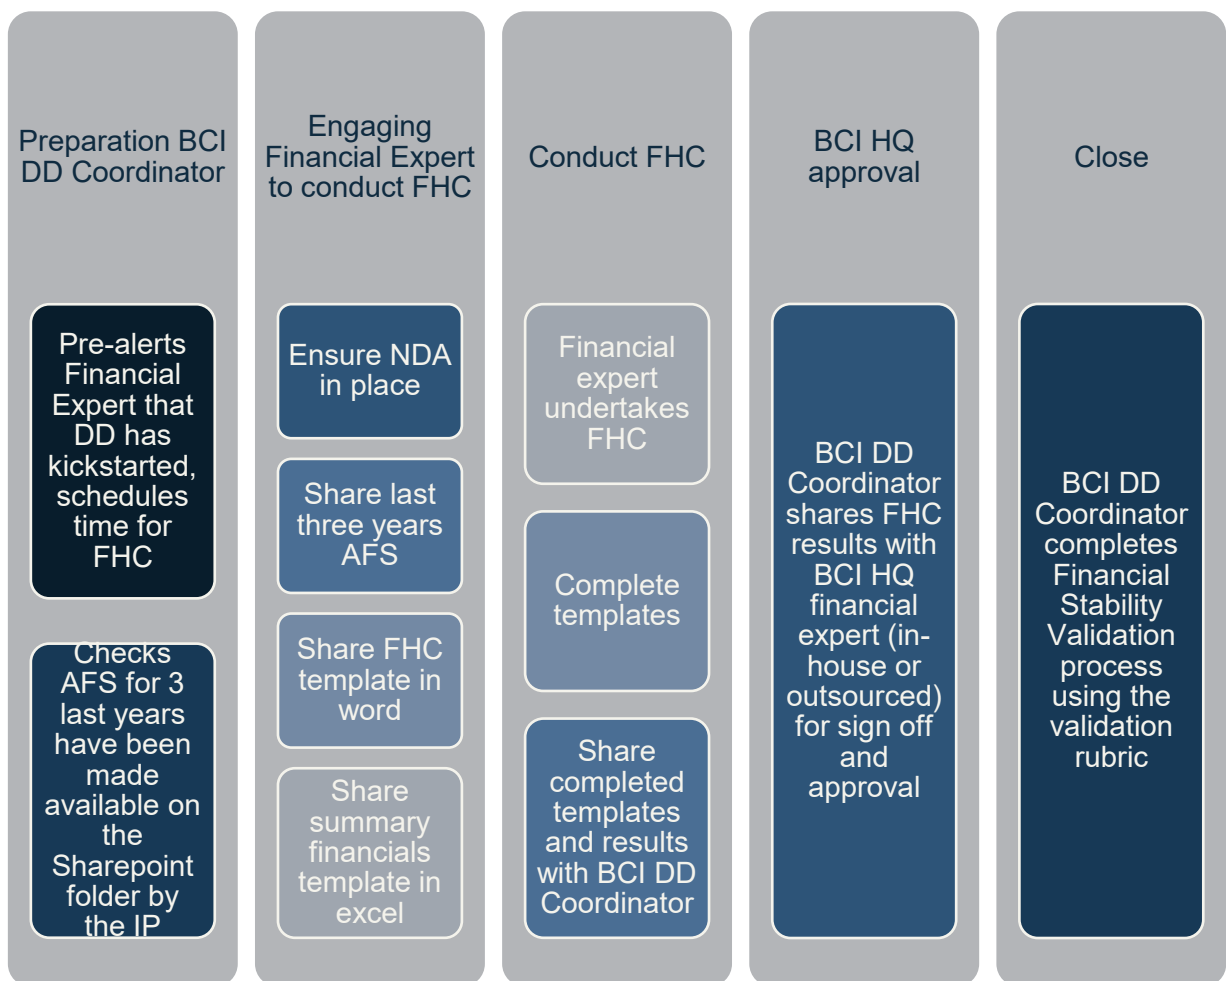 Preparation BCI
DD Coordinator
Pre-alerts
Financial
Expert that
DD has
kickstarted,
schedules
time for
FHC
Checks
AFS for 3
last years
have been
made
available on
the
Sharepoint
folder by
the IP
Engaging
Financial Expert
to conduct FHC
Ensure NDA
in place
Share last
three years
AFS
Share FHC
template in
word
Share
summary
financials
template in
excel
Conduct FHC
Financial
expert
undertakes
FHC
Complete
templates
Share
completed
templates
and results
with BCI DD
Coordinator
BCI HQ
approval
BCI DD
Coordinator
shares FHC
results with
BCI HQ
financial
expert (in-
house or
outsourced)
for sign off
and
approval
Close
BCI DD
Coordinator
completes
Financial
Stability
Validation
process
using the
validation
rubric